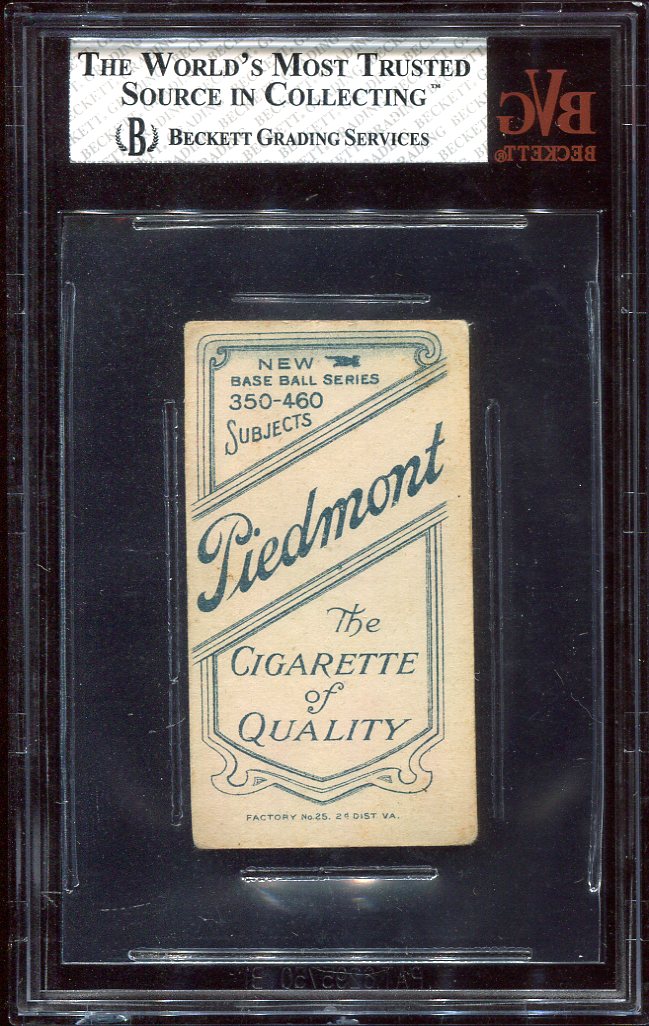 THE WORLD'S MOST TRUSTED
SOURCE IN COLLECTING™
B BECKETT GRADING SERVICES
BVG
BECKETT®
NEW
BASE BALL SERIES
350-460
SUBJECTS
Piedmont
The
CIGARETTE
of
QUALITY
FACTORY No.25. 2d DIST VA.